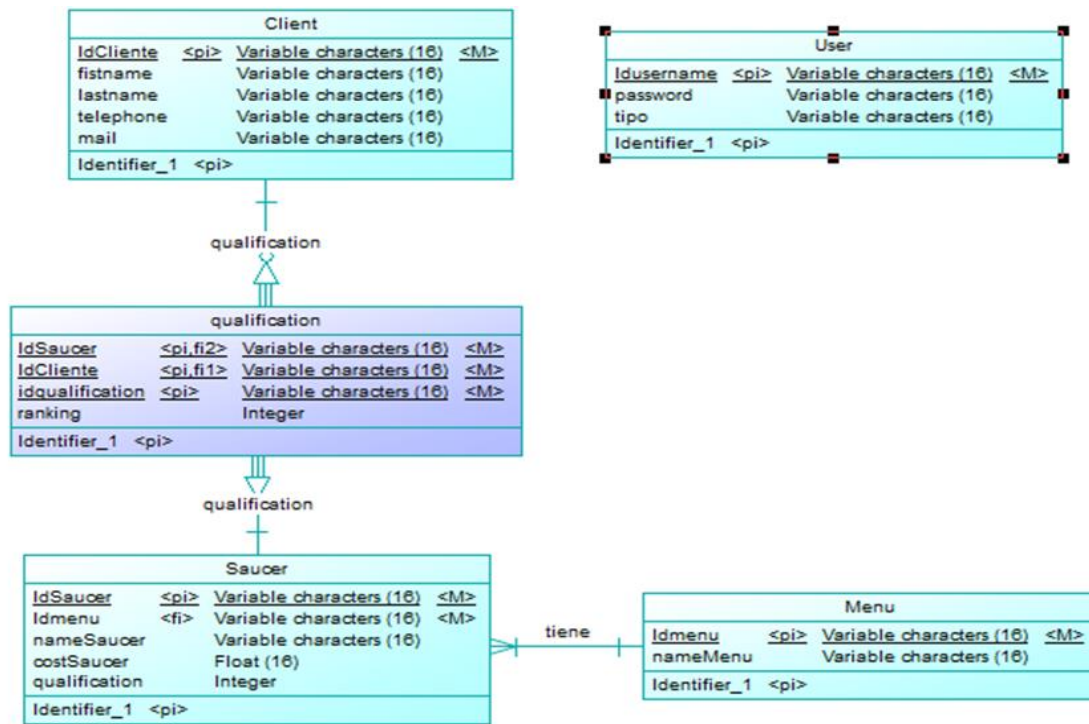 Client
IdCliente <pi> Variable characters (16) <M>
fistname Variable characters (16)
lastname Variable characters (16)
telephone Variable characters (16)
mail Variable characters (16)
Identifier_1 <pi>
User
Idusername <pi> Variable characters (16) <M>
password Variable characters (16)
tipo Variable characters (16)
Identifier_1 <pi>
qualification
qualification
IdSaucer <pi,fi2> Variable characters (16) <M>
IdCliente <pi,fi1> Variable characters (16) <M>
idqualification <pi> Variable characters (16) <M>
ranking Integer
Identifier_1 <pi>
qualification
Saucer
IdSaucer <pi> Variable characters (16) <M>
Idmenu <fi> Variable characters (16) <M>
nameSaucer Variable characters (16)
costSaucer Float (16)
qualification Integer
Identifier_1 <pi>
tiene
Menu
Idmenu <pi> Variable characters (16) <M>
nameMenu Variable characters (16)
Identifier_1 <pi>